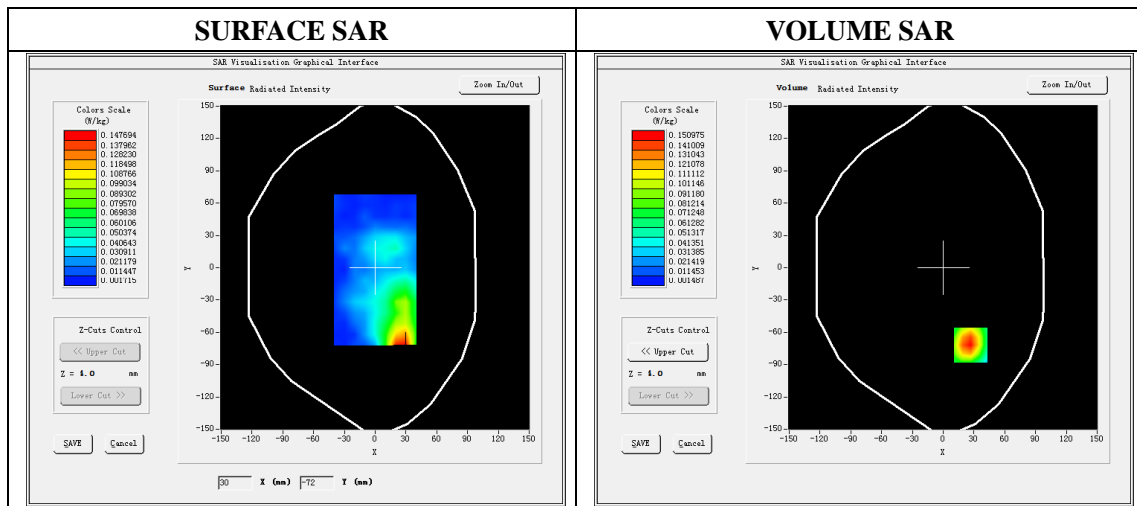 SURFACE SAR
VOLUME SAR
SAR Visualisation Graphical Interface
Surface Radiated Intensity
Zoom In/Out
Colors Scale
(W/kg)
0.147694
0.137962
0.128230
0.118498
0.108766
0.099034
0.089302
0.079570
0.069838
0.060106
0.050374
0.040643
0.030911
0.021179
0.011447
0.001715
Z-Cuts Control
<< Upper Cut
Z = 4.0 mm
Lower Cut >>
SAVE Cancel
150
120
90
60
30
0
-30
-60
-90
-120
-150
Y
-150 -120 -90 -60 -30 0 30 60 90 120 150
X
30 X (mm) -72 Y (mm)
SAR Visualisation Graphical Interface
Volume Radiated Intensity
Zoom In/Out
Colors Scale
(W/kg)
0.150975
0.141009
0.131043
0.121078
0.111112
0.101146
0.091180
0.081214
0.071248
0.061282
0.051317
0.041351
0.031385
0.021419
0.011453
0.001487
Z-Cuts Control
<< Upper Cut
Z = 4.0 mm
Lower Cut >>
SAVE Cancel
150
120
90
60
30
0
-30
-60
-90
-120
-150
Y
-150 -120 -90 -60 -30 0 30 60 90 120 150
X